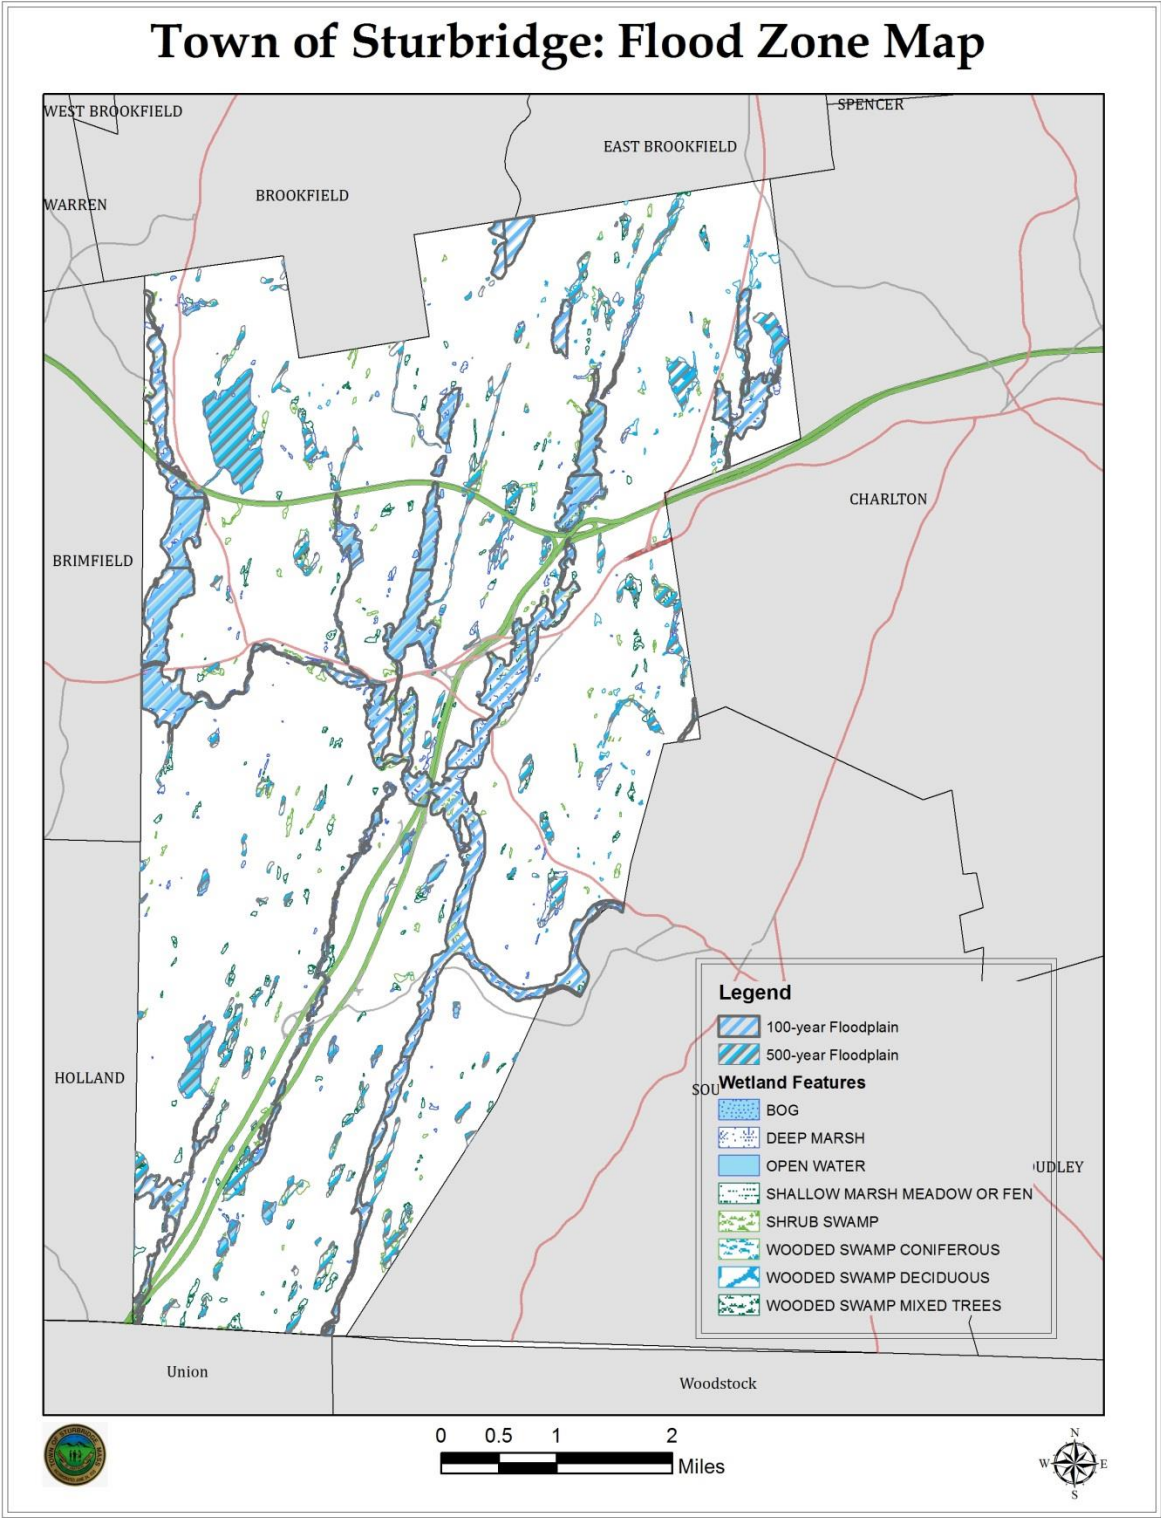 Town of Sturbridge: Flood Zone Map
WEST BROOKFIELD
SPENCER
EAST BROOKFIELD
BROOKFIELD
WARREN
CHARLTON
BRIMFIELD
HOLLAND
Legend
100-year Floodplain
500-year Floodplain
SOU
Wetland Features
BOG
DEEP MARSH
OPEN WATER
UDLEY
SHALLOW MARSH MEADOW OR FEN
SHRUB SWAMP
WOODED SWAMP CONIFEROUS
WOODED SWAMP DECIDUOUS
WOODED SWAMP MIXED TREES
Union
Woodstock
0 0.5 1 2
Miles
N
W E
S